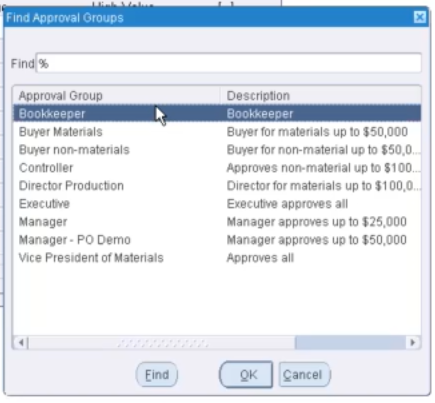 High Value
Find Approval Groups
Find %
Approval Group Description
Bookkeeper Bookkeeper
Buyer Materials Buyer for materials up to $50,000
Buyer non-materials Buyer for non-material up to $50,0...
Controller Approves non-material up to $100...
Director Production Director for materials up to $100,0...
Executive Executive approves all
Manager Manager approves up to $25,000
Manager - PO Demo Manager approves up to $50,000
Vice President of Materials Approves all
Find OK Cancel